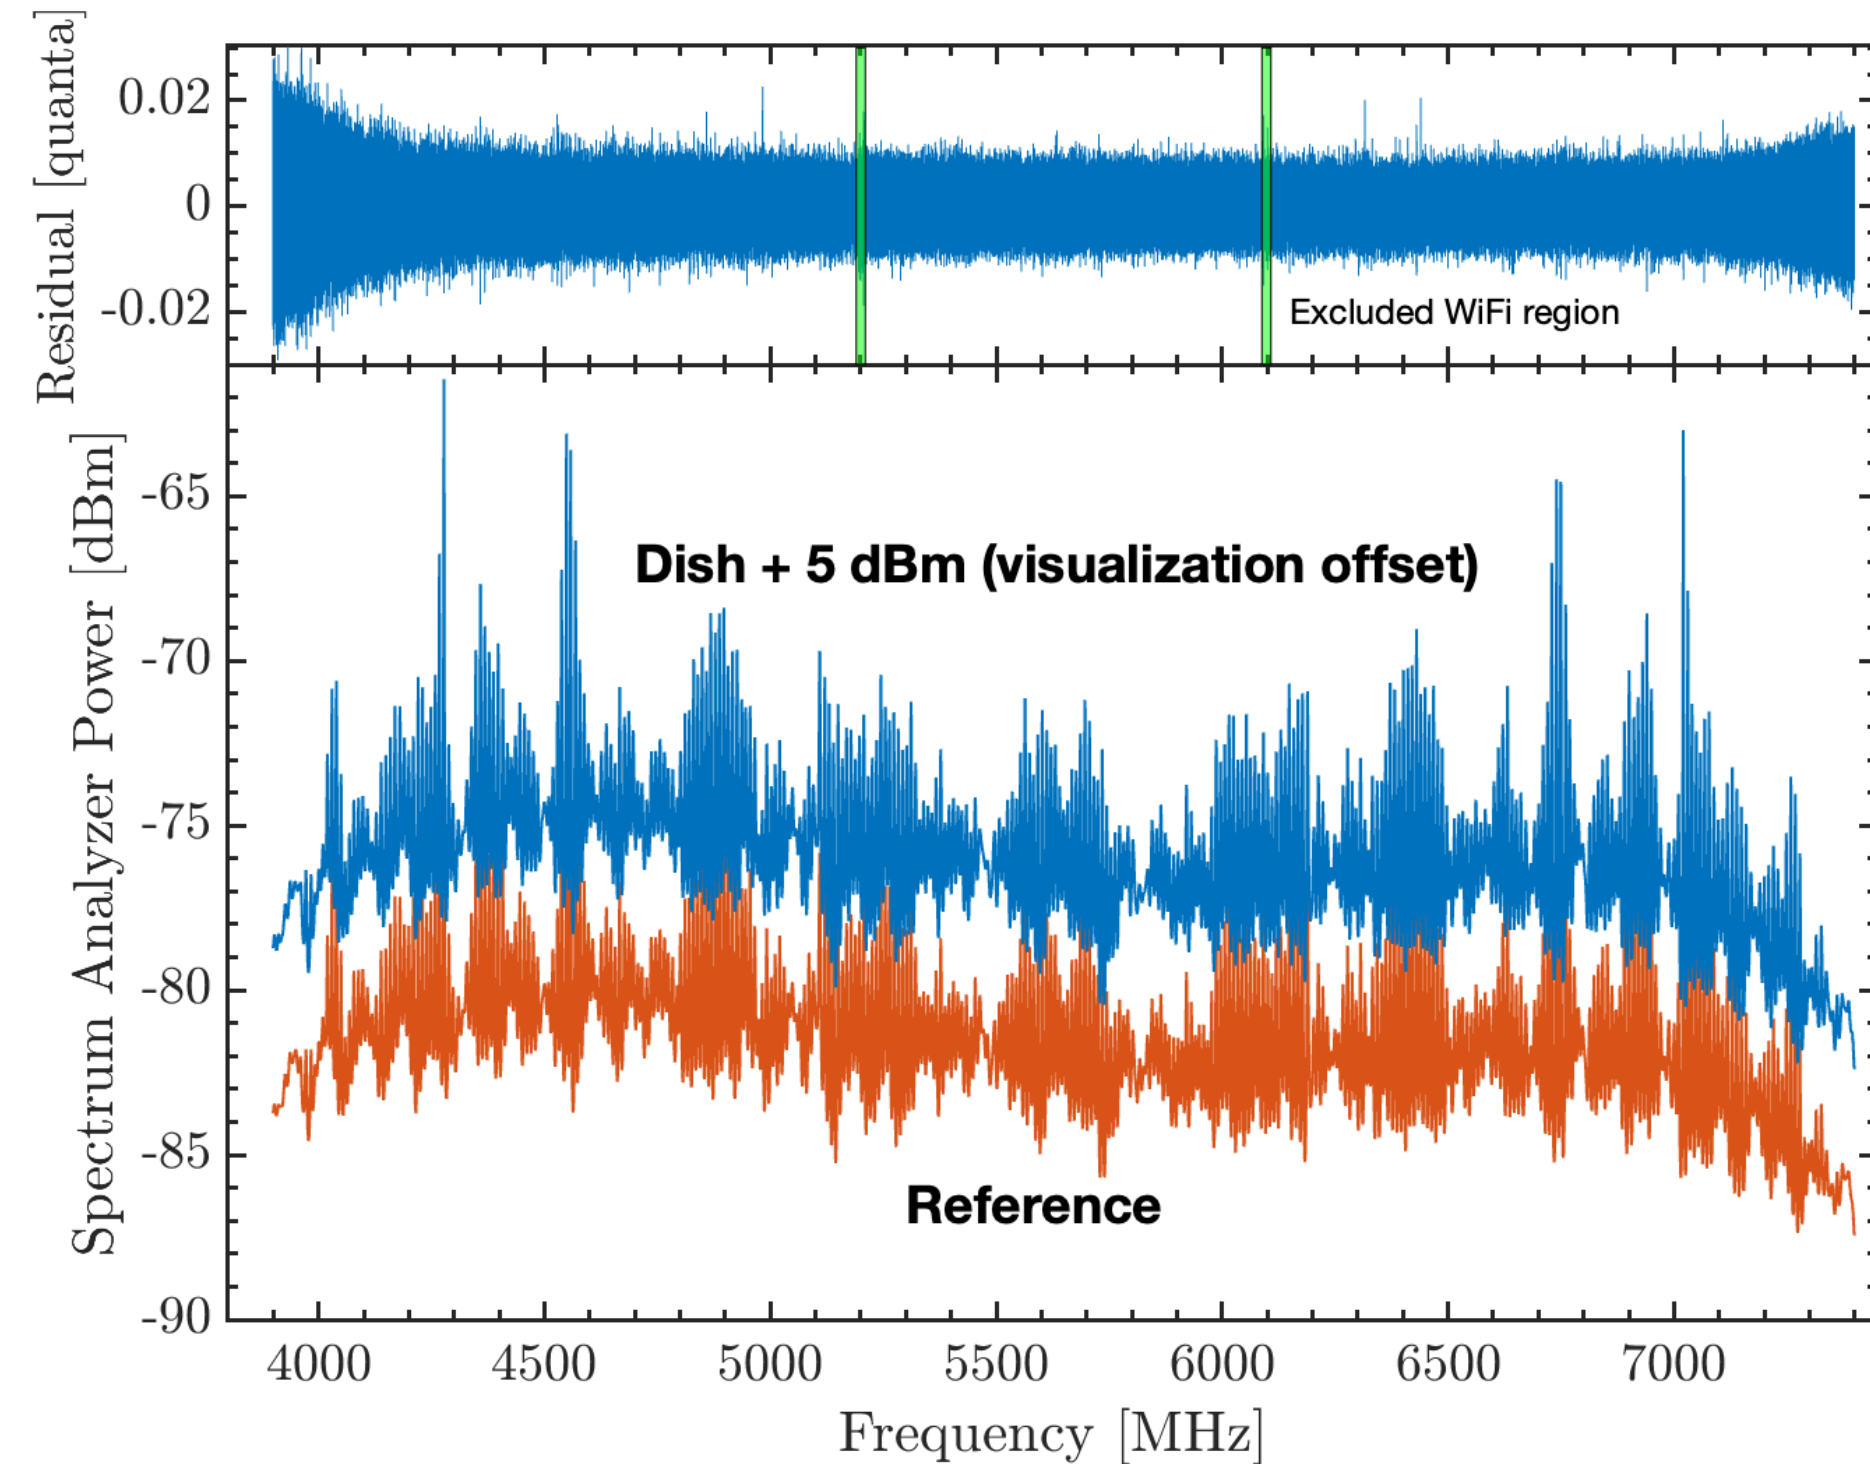 Residual [quanta]
0.02
0
-0.02
Excluded WiFi region
Spectrum Analyzer Power [dBm]
-65
-70
-75
-80
-85
-90
Dish + 5 dBm (visualization offset)
Reference
4000 4500 5000 5500 6000 6500 7000
Frequency [MHz]